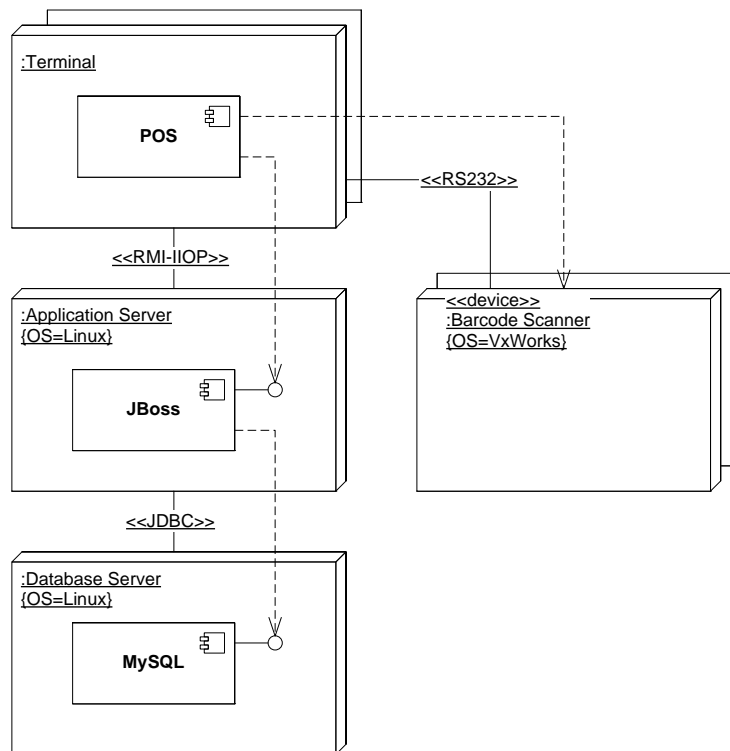 :Terminal
POS
<<RS232>>
<<RMI-IIOP>>
:Application Server
{OS=Linux}
JBoss
<<device>>
:Barcode Scanner
{OS=VxWorks}
<<JDBC>>
:Database Server
{OS=Linux}
MySQL